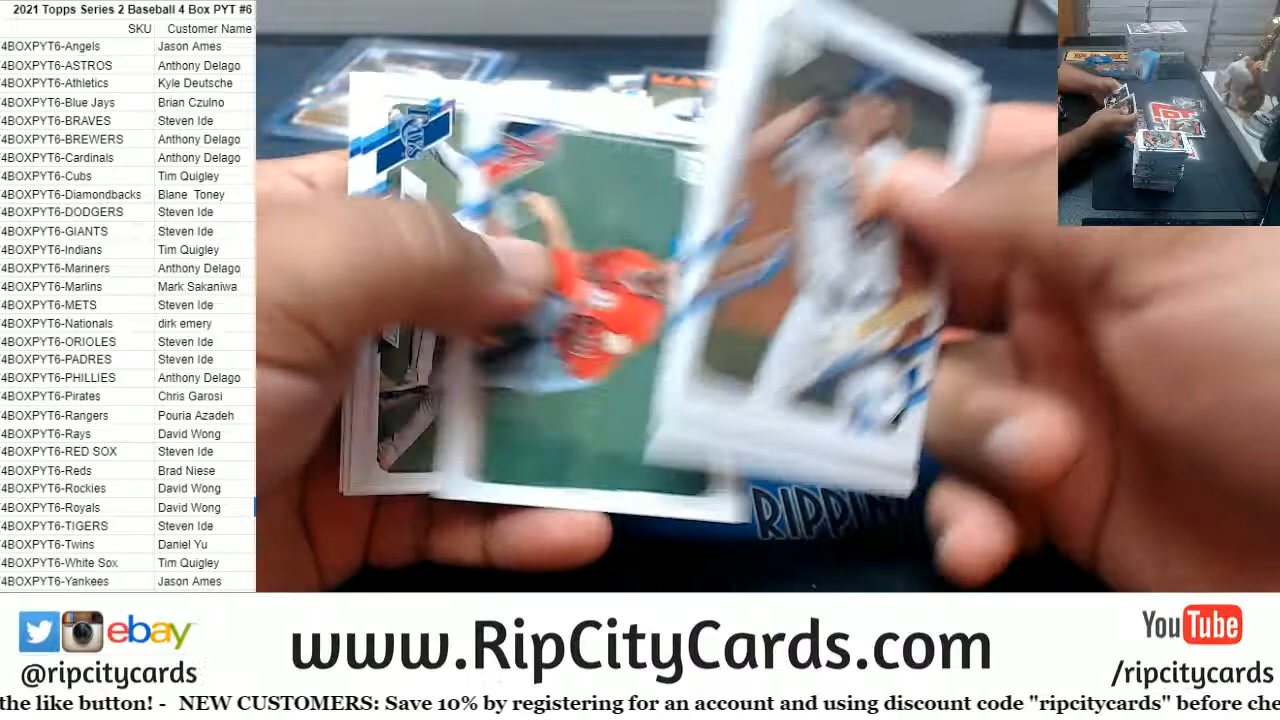 2021 Topps Series 2 Baseball 4 Box PYT #6
SKU Customer Name
4BOXPYT6-Angels Jason Ames
4BOXPYT6-ASTROS Anthony Delago
4BOXPYT6-Athletics Kyle Deutsche
4BOXPYT6-Blue Jays Brian Czulno
4BOXPYT6-BRAVES Steven Ide
4BOXPYT6-BREWERS Anthony Delago
4BOXPYT6-Cardinals Anthony Delago
4BOXPYT6-Cubs Tim Quigley
4BOXPYT6-Diamondbacks Blane Toney
4BOXPYT6-DODGERS Steven Ide
4BOXPYT6-GIANTS Steven Ide
4BOXPYT6-Indians Tim Quigley
4BOXPYT6-Mariners Anthony Delago
4BOXPYT6-Marlins Mark Sakaniwa
4BOXPYT6-METS Steven Ide
4BOXPYT6-Nationals dirk emery
4BOXPYT6-ORIOLES Steven Ide
4BOXPYT6-PADRES Steven Ide
4BOXPYT6-PHILLIES Anthony Delago
4BOXPYT6-Pirates Chris Garosi
4BOXPYT6-Rangers Pouria Azadeh
4BOXPYT6-Rays David Wong
4BOXPYT6-RED SOX Steven Ide
4BOXPYT6-Reds Brad Niese
4BOXPYT6-Rockies David Wong
4BOXPYT6-Royals David Wong
4BOXPYT6-TIGERS Steven Ide
4BOXPYT6-Twins Daniel Yu
4BOXPYT6-White Sox Tim Quigley
4BOXPYT6-Yankees Jason Ames
ebay
@ripcitycards
www.RipCityCards.com
YouTube
/ripcitycards
the like button! - NEW CUSTOMERS: Save 10% by registering for an account and using discount code "ripcitycards" before che